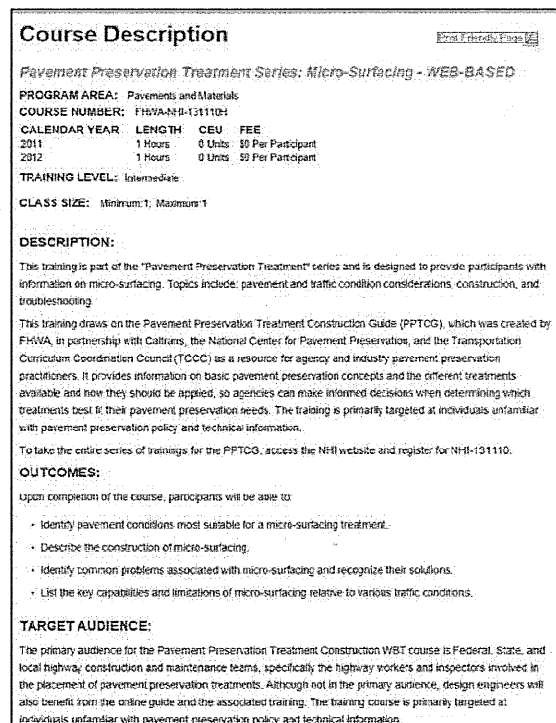 Course Description
Print Friendly Page
Pavement Preservation Treatment Series: Micro-Surfacing - WEB-BASED
PROGRAM AREA: Pavements and Materials
COURSE NUMBER: FHWA-NHI-131110H
CALENDAR YEAR LENGTH CEU FEE
2011 1 Hours 0 Units $0 Per Participant
2012 1 Hours 0 Units $0 Per Participant
TRAINING LEVEL: Intermediate
CLASS SIZE: Minimum:1; Maximum:1
DESCRIPTION:
This training is part of the "Pavement Preservation Treatment" series and is designed to provide participants with
information on micro-surfacing. Topics include: pavement and traffic condition considerations, construction, and
troubleshooting.
This training draws on the Pavement Preservation Treatment Construction Guide (PPTCG), which was created by
FHWA, in partnership with Caltrans, the National Center for Pavement Preservation, and the Transportation
Curriculum Coordination Council (TCCC) as a resource for agency and industry pavement preservation
practitioners. It provides information on basic pavement preservation concepts and the different treatments
available and how they should be applied, so agencies can make informed decisions when determining which
treatments best fit their pavement preservation needs. The training is primarily targeted at individuals unfamiliar
with pavement preservation policy and technical information.
To take the entire series of trainings for the PPTCG, access the NHI website and register for NHI-131110.
OUTCOMES:
Upon completion of the course, participants will be able to:
• Identify pavement conditions most suitable for a micro-surfacing treatment.
• Describe the construction of micro-surfacing.
• Identify common problems associated with micro-surfacing and recognize their solutions.
• List the key capabilities and limitations of micro-surfacing relative to various traffic conditions.
TARGET AUDIENCE:
The primary audience for the Pavement Preservation Treatment Construction WBT course is Federal, State, and
local highway construction and maintenance teams, specifically the highway workers and inspectors involved in
the placement of pavement preservation treatments. Although not in the primary audience, design engineers will
also benefit from the online guide and the associated training. The training course is primarily targeted at
individuals unfamiliar with pavement preservation policy and technical information.